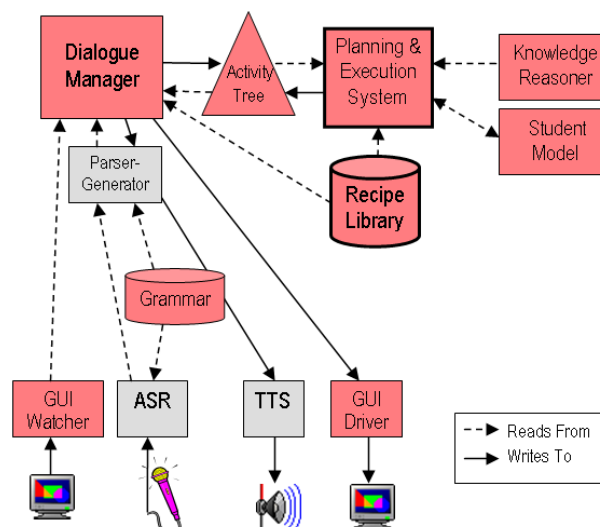 Dialogue
Manager
Activity
Tree
Planning &
Execution
System
Knowledge
Reasoner
Student
Model
Parser-
Generator
Recipe
Library
Grammar
GUI
Watcher
ASR
TTS
GUI
Driver
Reads From
Writes To